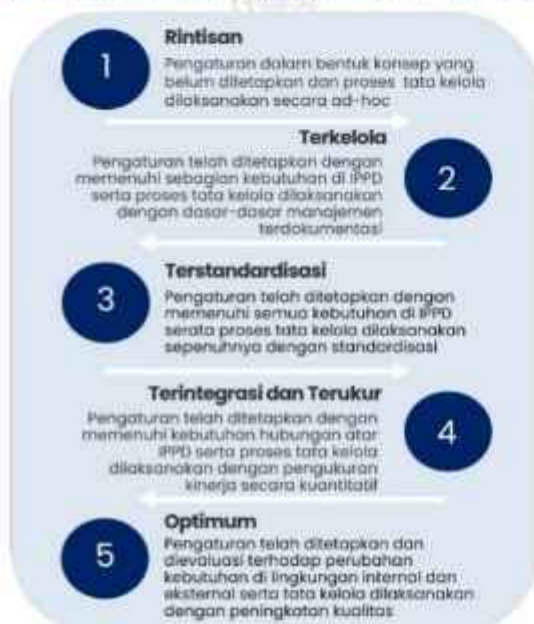 1
Rintisan
Pengaturan dalam bentuk konsep yang
belum ditetapkan dan proses tata kelola
dilaksanakan secara ad-hoc
Terkelola
Pengaturan telah ditetapkan dengan
memenuhi sebagian kebutuhan di IPPD
serta proses tata kelola dilaksanakan
dengan dasar-dasar manajemen
terdokumentasi
2
Terstandardisasi
3
Pengaturan telah ditetapkan dengan
memenuhi semua kebutuhan di IPPD
serata proses tata kelola dilaksanakan
sepenuhnya dengan standardisasi
Terintegrasi dan Terukur
Pengaturan telah ditetapkan dengan
memenuhi kebutuhan hubungan atar
IPPD serta proses tata kelola
dilaksanakan dengan pengukuran
kinerja secara kuantitatif
4
Optimum
5
Pengaturan telah ditetapkan dan
dievaluasi terhadap perubahan
kebutuhan di lingkungan internal dan
eksternal serta tata kelola dilaksanakan
dengan peningkatan kualitas